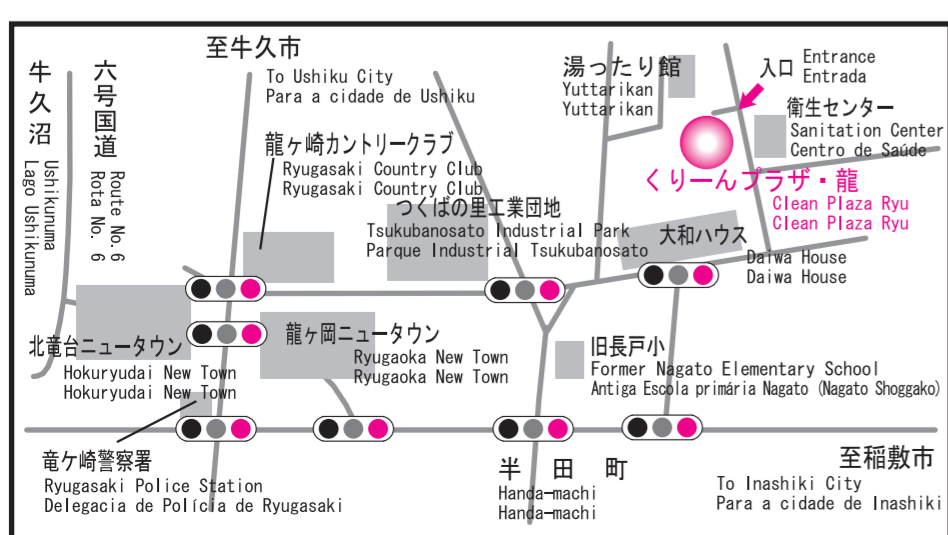 牛久沼
Ushikunuma
Lago Ushikunuma
六号国道
Route No. 6
Rota No. 6
至牛久市
To Ushiku City
Para a cidade de Ushiku
龍ヶ崎カントリークラブ
Ryugasaki Country Club
Ryugasaki Country Club
つくばの里工業団地
Tsukubanosato Industrial Park
Parque Industrial Tsukubanosato
湯ったり館
Yuttarikan
Yuttarikan
入口
Entrance
Entrada
衛生センター
Sanitation Center
Centro de Saúde
くりーんプラザ・龍
Clean Plaza Ryu
Clean Plaza Ryu
大和ハウス
Daiwa House
Daiwa House
北竜台ニュータウン
Hokuryudai New Town
Hokuryudai New Town
龍ヶ岡ニュータウン
Ryugaoka New Town
Ryugaoka New Town
旧長戸小
Former Nagato Elementary School
Antiga Escola primária Nagato (Nagato Shoggako)
竜ケ崎警察署
Ryugasaki Police Station
Delegacia de Polícia de Ryugasaki
半田町
Handa-machi
Handa-machi
至稲敷市
To Inashiki City
Para a cidade de Inashiki